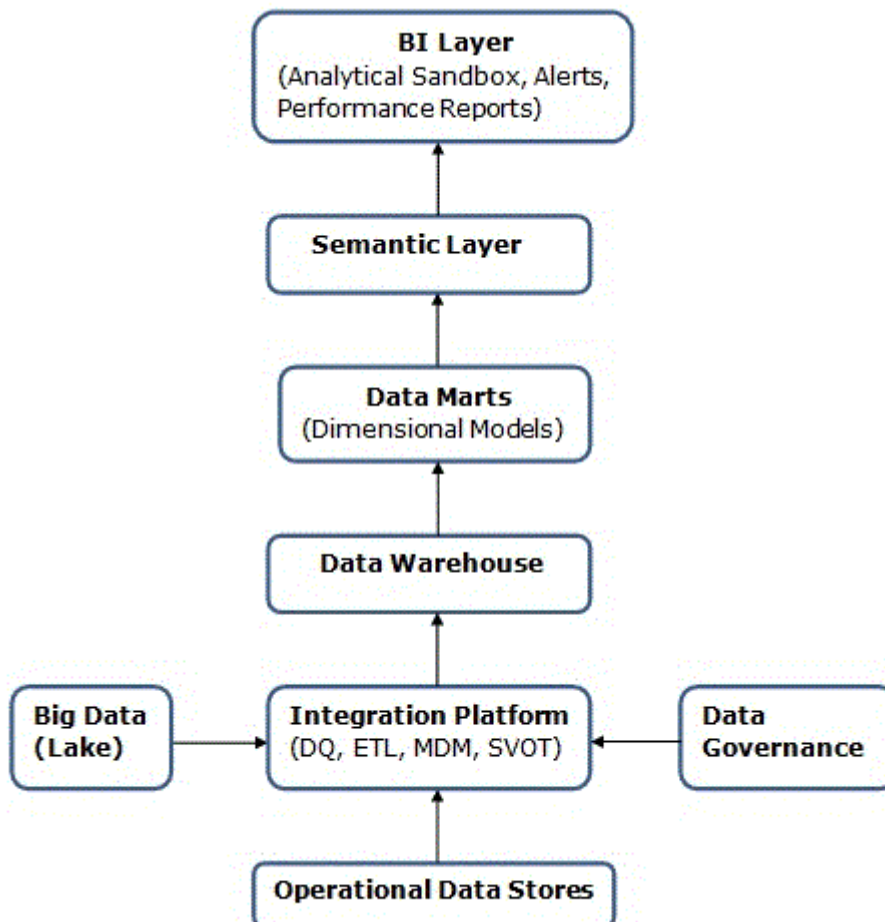 BI Layer
(Analytical Sandbox, Alerts,
Performance Reports)
Semantic Layer
Data Marts
(Dimensional Models)
Data Warehouse
Big Data
(Lake)
Integration Platform
(DQ, ETL, MDM, SVOT)
Data
Governance
Operational Data Stores